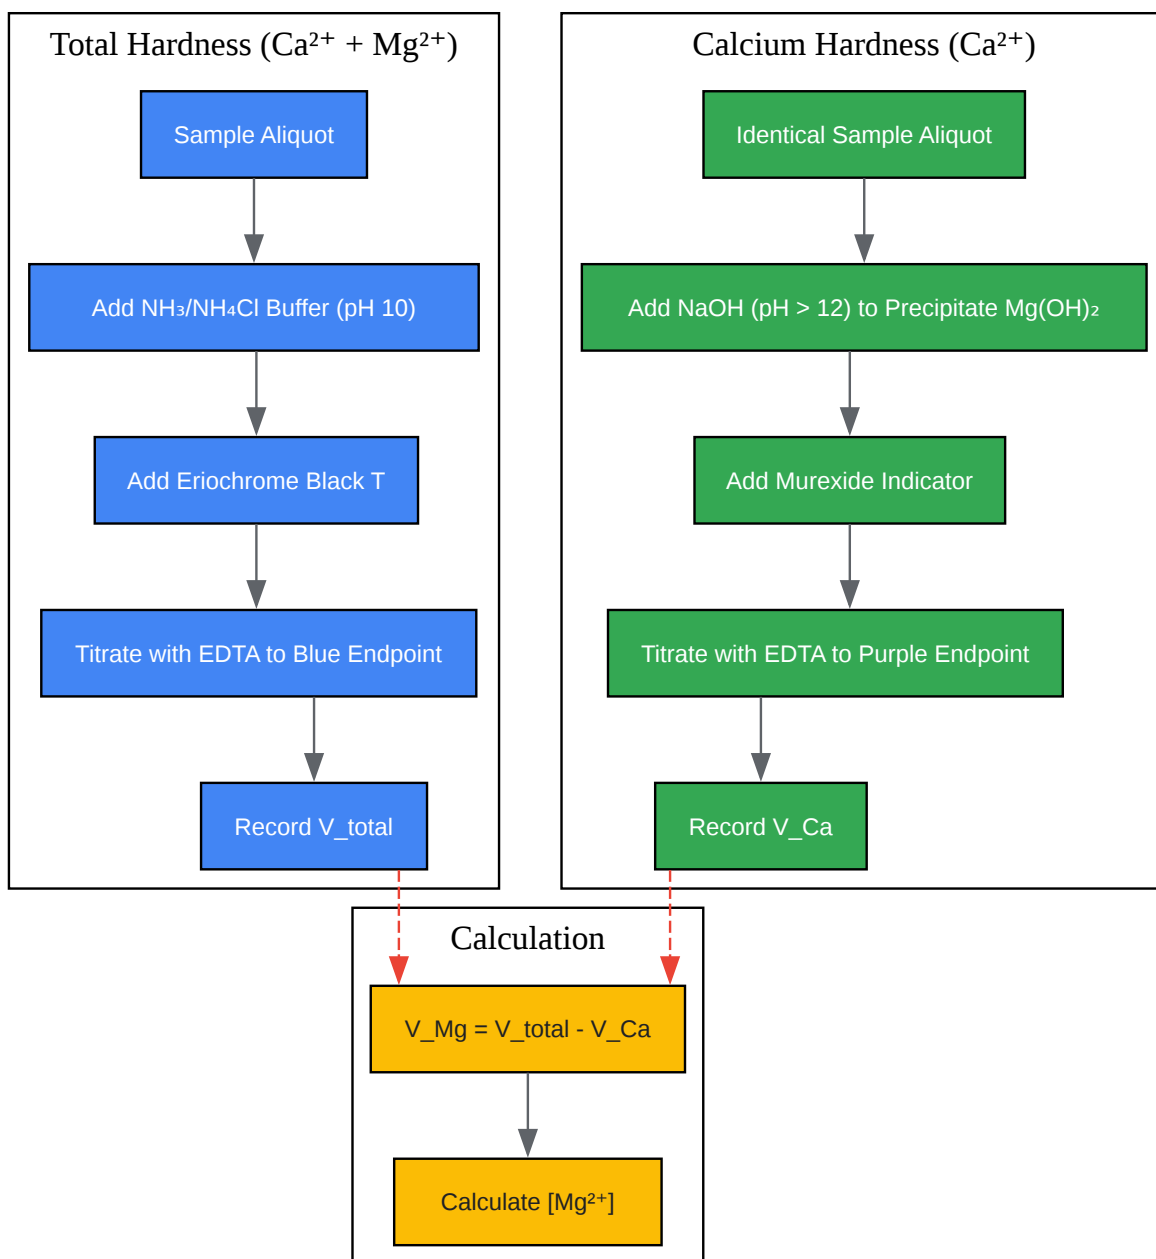 Total Hardness (Ca²⁺ + Mg²⁺)
Sample Aliquot
Add NH₃/NH₄Cl Buffer (pH 10)
Add Eriochrome Black T
Titrate with EDTA to Blue Endpoint
Record V_total
Calcium Hardness (Ca²⁺)
Identical Sample Aliquot
Add NaOH (pH > 12) to Precipitate Mg(OH)₂
Add Murexide Indicator
Titrate with EDTA to Purple Endpoint
Record V_Ca
Calculation
V_Mg = V_total - V_Ca
Calculate [Mg²⁺]